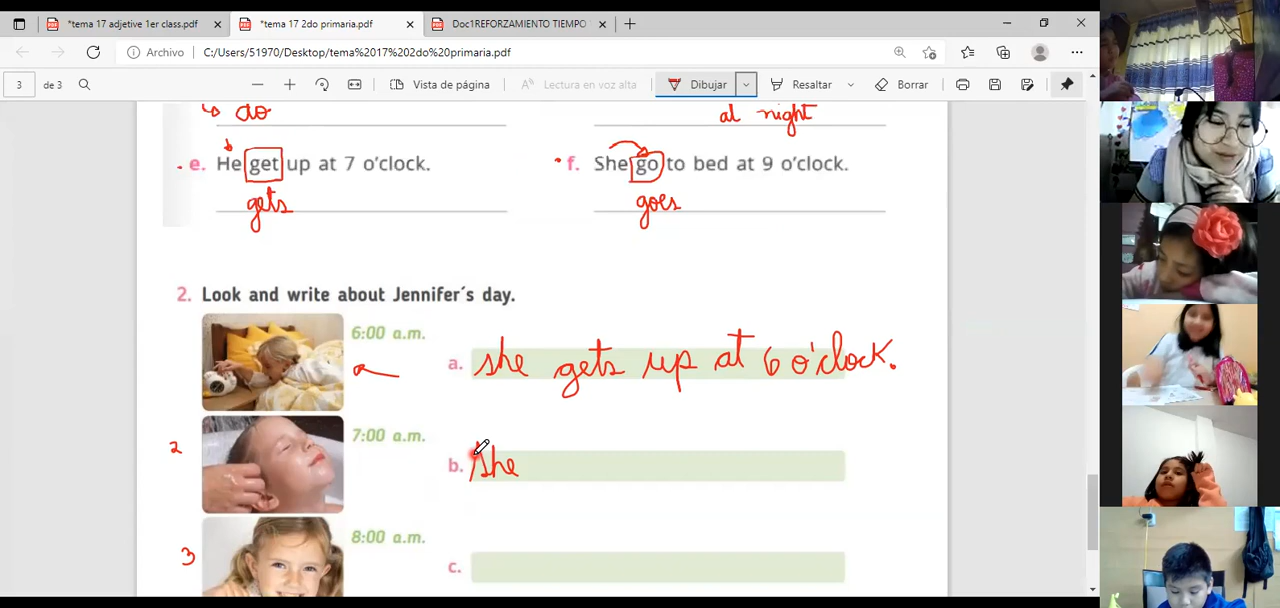 *tema 17 adjetive 1er class.pdf
*tema 17 2do primaria.pdf
Doc1REFORZAMIENTO TIEMPO
Archivo
C:/Users/51970/Desktop/tema%2017%202do%20primaria.pdf
3 de 3
Vista de página
Lectura en voz alta
Dibujar
Resaltar
Borrar
do
at night
e. He get up at 7 o'clock.
gets
f. She go to bed at 9 o'clock.
goes
2. Look and write about Jennifer´s day.
6:00 a.m.
a. she gets up at 6 o'clock.
2
7:00 a.m.
b. she
3
8:00 a.m.
c.